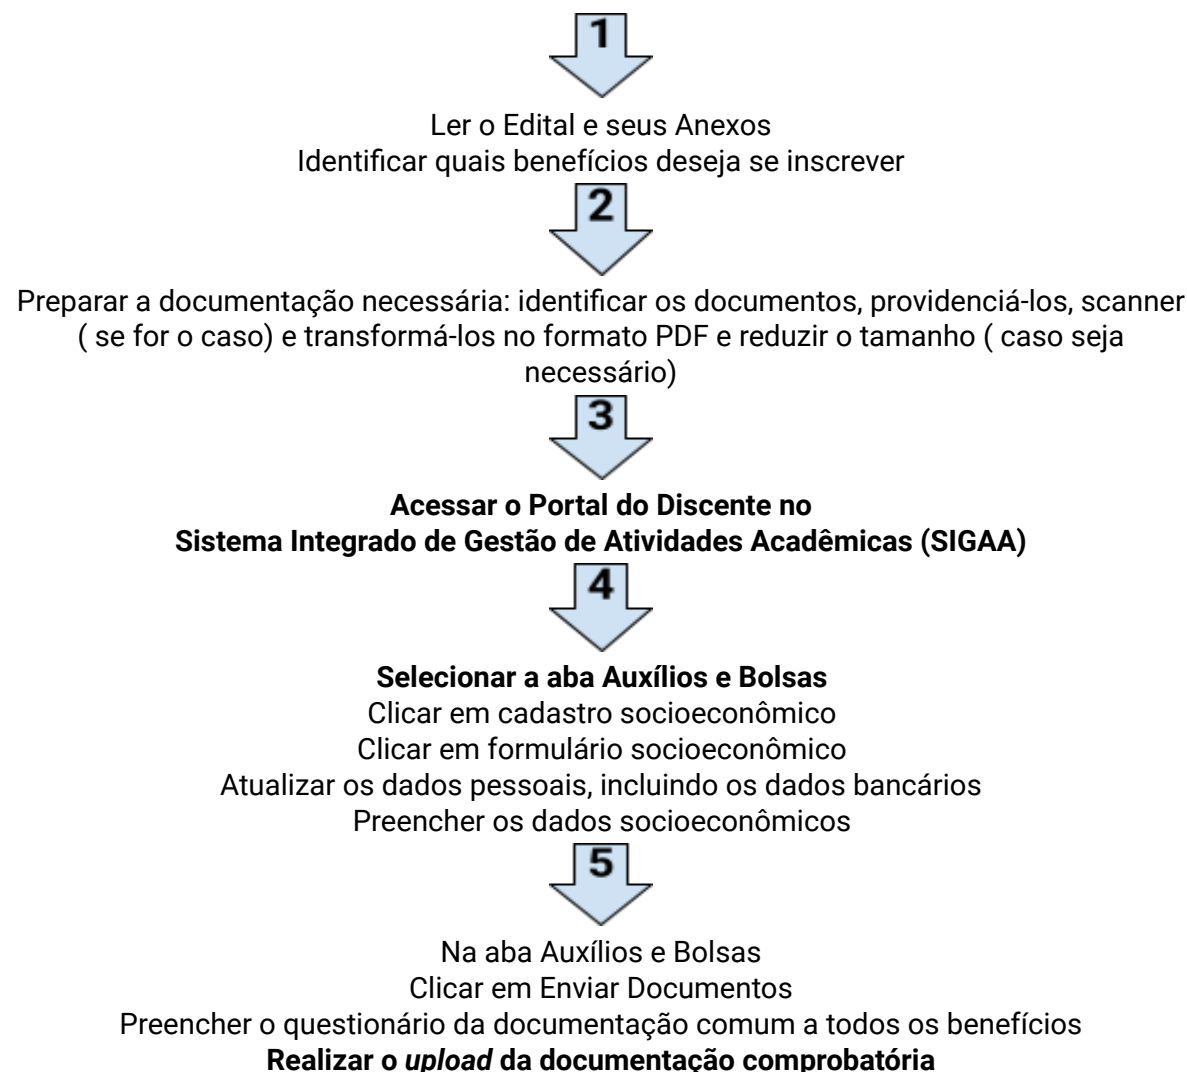 1
Ler o Edital e seus Anexos
Identificar quais benefícios deseja se inscrever
2
Preparar a documentação necessária: identificar os documentos, providenciá-los, scanner
( se for o caso) e transformá-los no formato PDF e reduzir o tamanho ( caso seja
necessário)
3
Acessar o Portal do Discente no
Sistema Integrado de Gestão de Atividades Acadêmicas (SIGAA)
4
Selecionar a aba Auxílios e Bolsas
Clicar em cadastro socioeconômico
Clicar em formulário socioeconômico
Atualizar os dados pessoais, incluindo os dados bancários
Preencher os dados socioeconômicos
5
Na aba Auxílios e Bolsas
Clicar em Enviar Documentos
Preencher o questionário da documentação comum a todos os benefícios
Realizar o upload da documentação comprobatória